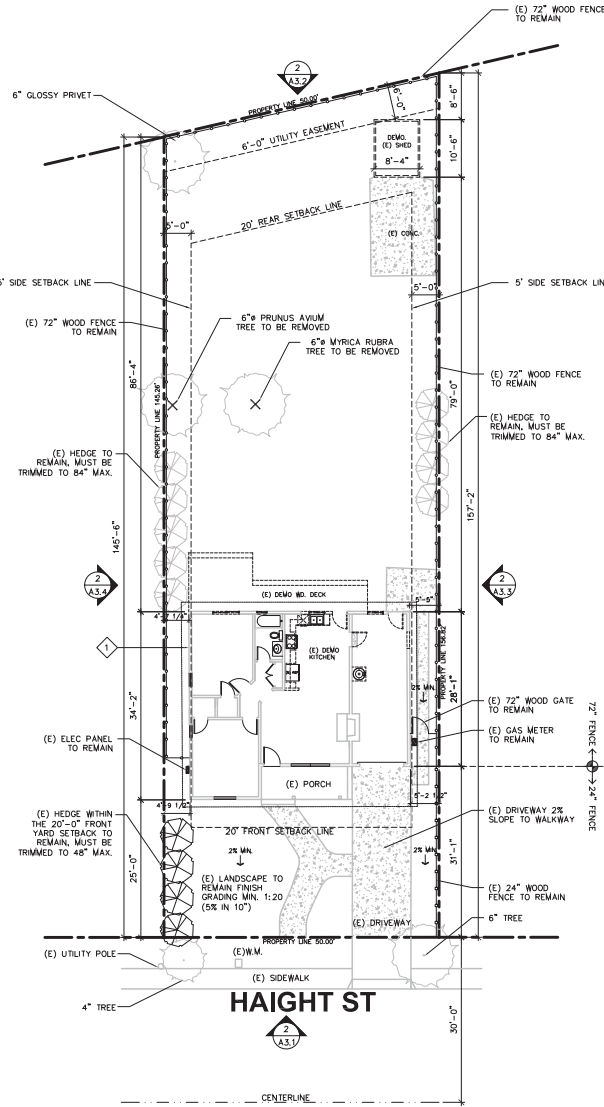 (E) 72" WOOD FENCE
TO REMAIN
2
A3.2
6" GLOSSY PRIVET
PROPERTY LINE 50.00'
6'-0"
8'-6"
6'-0" UTILITY EASEMENT
DEMO.
(E) SHED
8'-4"
10'-6"
20' REAR SETBACK LINE
5'-0"
(E) CONC.
SIDE SETBACK LINE
5'-0"
5' SIDE SETBACK LIN
(E) 72" WOOD FENCE
TO REMAIN
6"ø PRUNUS AVIUM
TREE TO BE REMOVED
6"ø MYRICA RUBRA
TREE TO BE REMOVED
86'-4"
(E) 72" WOOD FENCE
TO REMAIN
79'-0"
PROPERTY LINE 145.26'
(E) HEDGE TO
REMAIN, MUST BE
TRIMMED TO 84" MAX.
(E) HEDGE TO
REMAIN, MUST BE
TRIMMED TO 84" MAX.
145'-6"
157'-2"
2
A3.4
2
A3.3
(E) DEMO WD. DECK
5'-5"
1
(E) DEMO
KITCHEN
PROPERTY LINE 156.82
34'-2"
28'-1"
2% MIN.
(E) 72" WOOD GATE
TO REMAIN
(E) GAS METER
TO REMAIN
72" FENCE
24" FENCE
(E) ELEC PANEL
TO REMAIN
(E) PORCH
4'-9 1/2"
5'-2 1/2"
(E) HEDGE WITHIN
THE 20'-0" FRONT
YARD SETBACK TO
REMAIN, MUST BE
TRIMMED TO 48" MAX.
20' FRONT SETBACK LINE
(E) DRIVEWAY 2%
SLOPE TO WALKWAY
2% MIN.
2% MIN.
25'-0"
31'-1"
(E) LANDSCAPE TO
REMAIN FINISH
GRADING MIN. 1:20
(5% IN 10")
(E) 24" WOOD
FENCE TO REMAIN
(E) DRIVEWAY
6" TREE
PROPERTY LINE 50.00'
(E) UTILITY POLE
(E)W.M.
(E) SIDEWALK
4" TREE
HAIGHT ST
2
A3.1
30'-0"
CENTERLINE